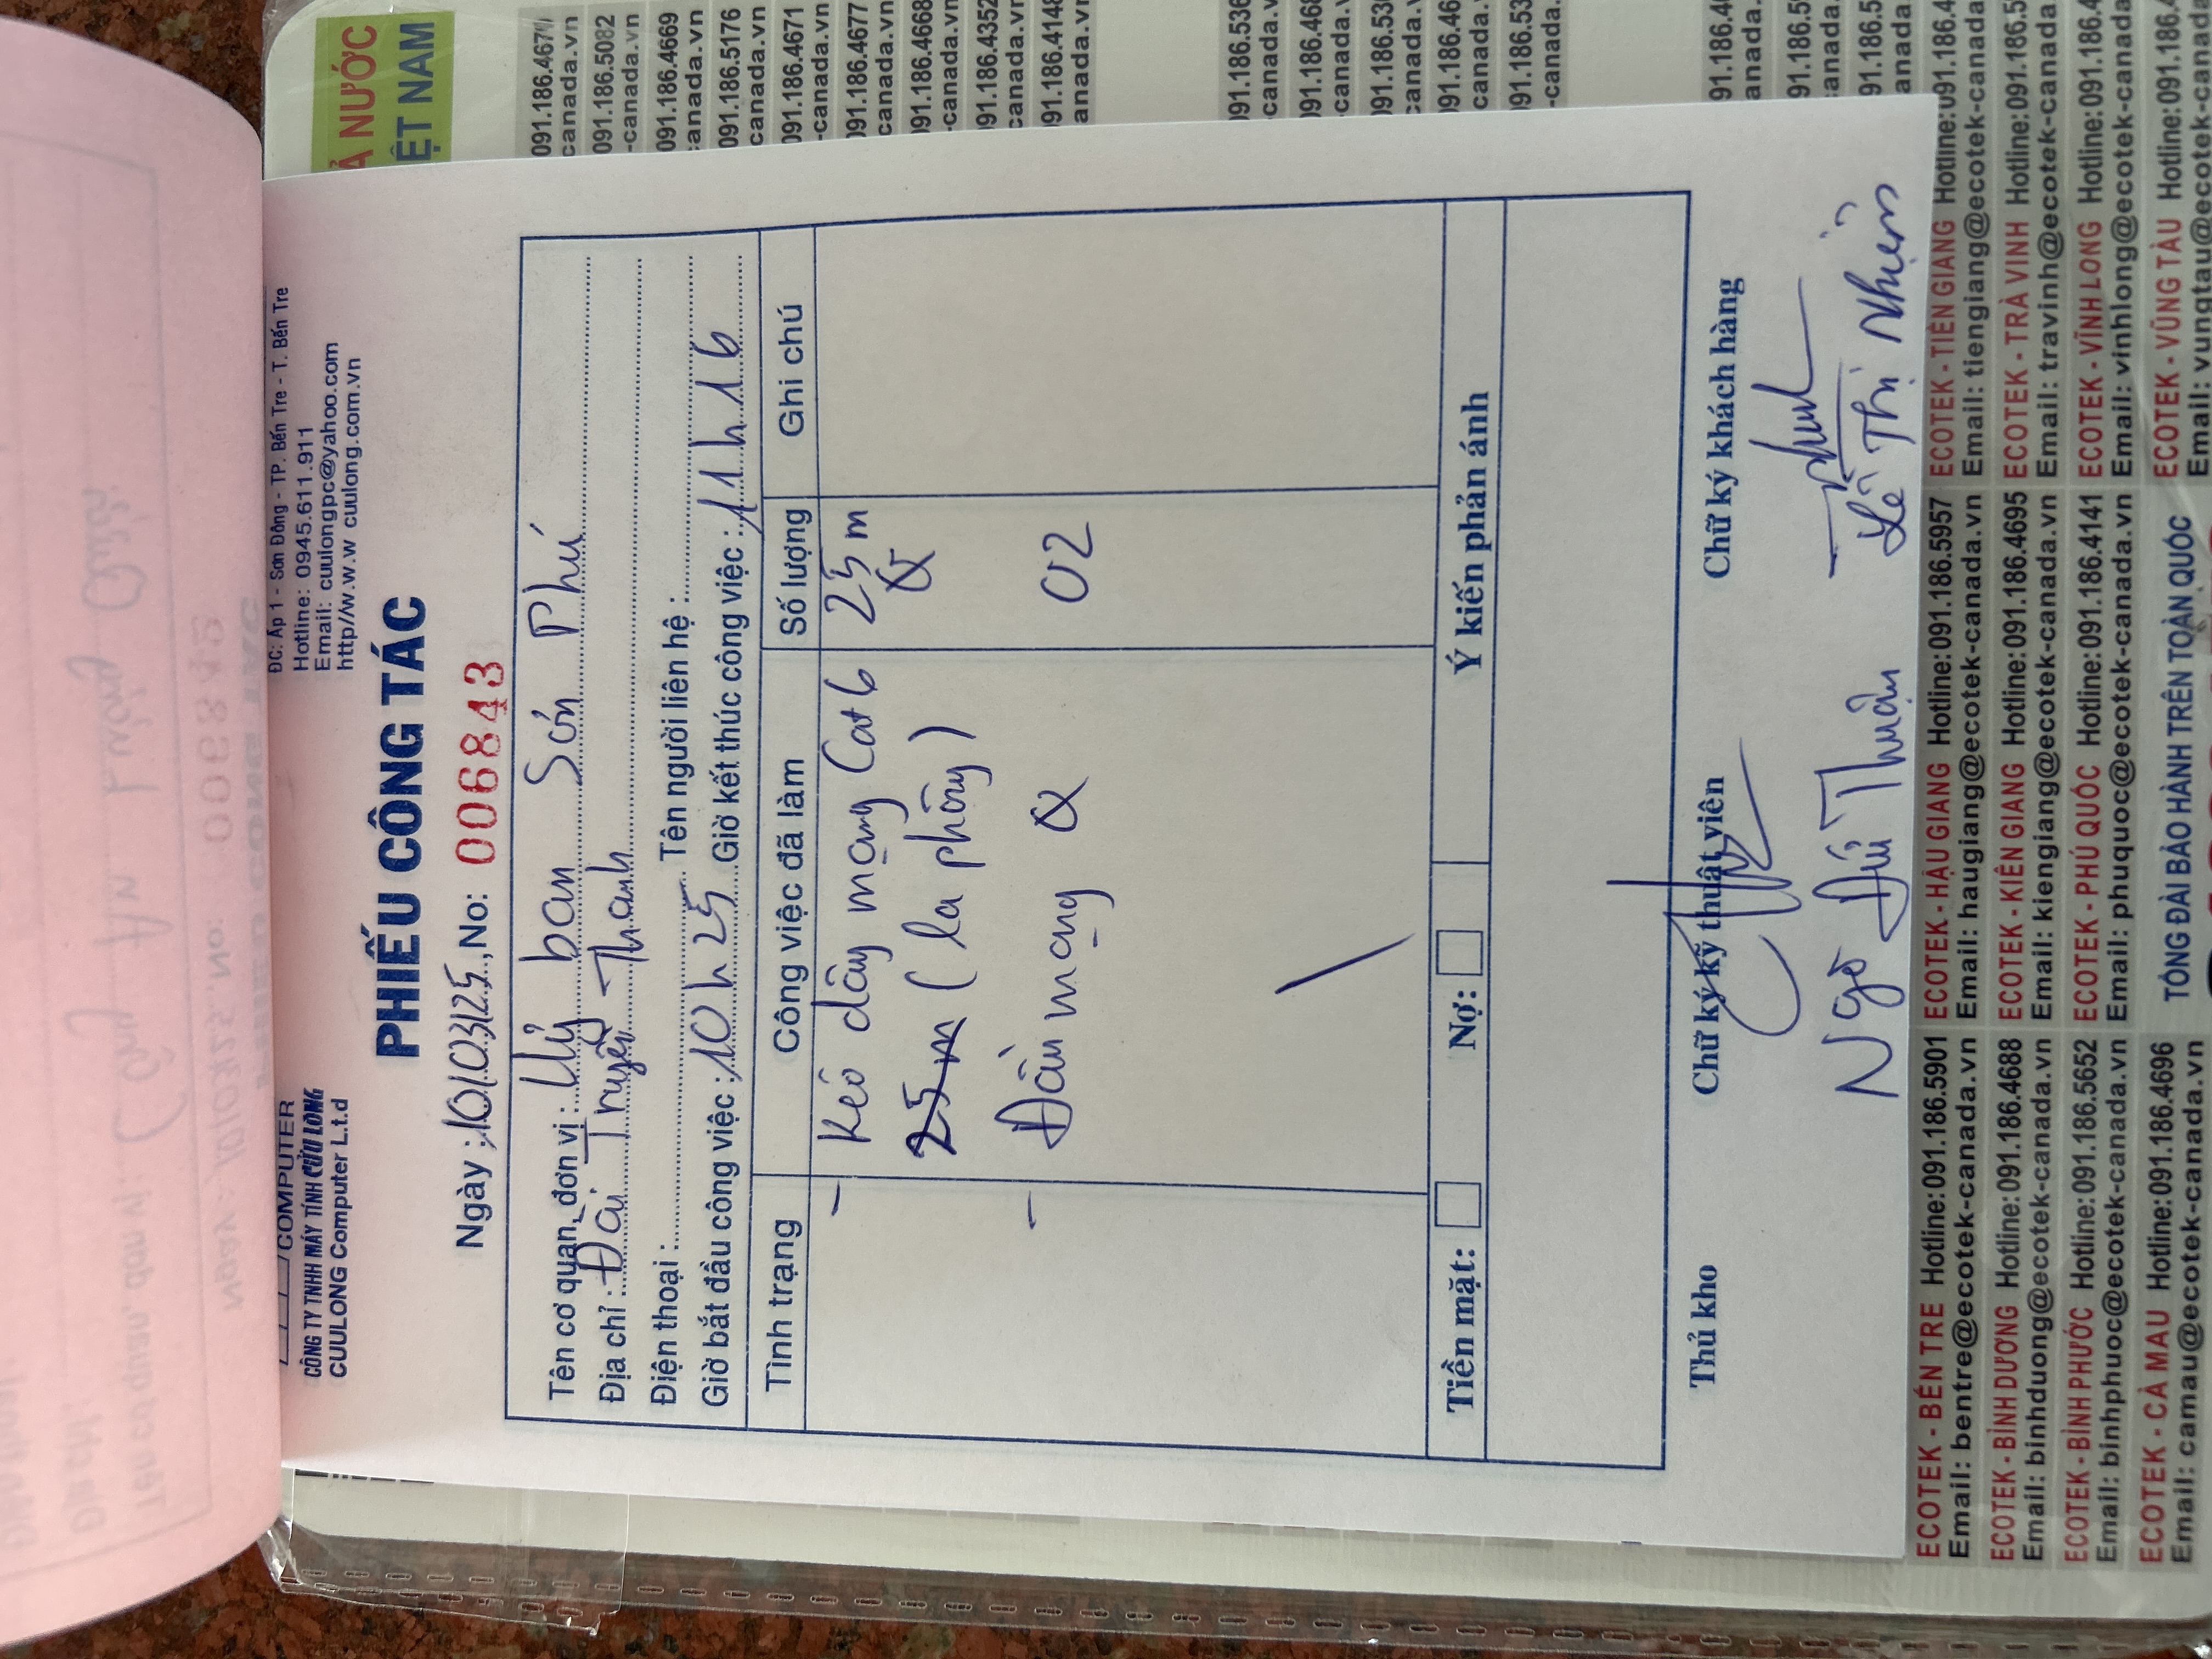 COMPUTER
CÔNG TY TNHH MÁY TÍNH CỬU LONG
CUULONG Computer L.t.d
ĐC: Ấp 1 - Sơn Đông - TP. Bến Tre - T. Bến Tre
Hotline: 0945.611.911
Email: cuulongpc@yahoo.com
http//w.w.w cuulong.com.vn
PHIẾU CÔNG TÁC
Ngày: 10/03/25, No: 006843
Tên cơ quan, đơn vị: Uỷ ban Sơn Phú
Địa chỉ: Đài Truyền Thanh
Điện thoại: Tên người liên hệ:
Giờ bắt đầu công việc: 10h25 Giờ kết thúc công việc: 11h16
Tình trạng Công việc đã làm Số lượng Ghi chú
- Kéo dây mạng Cat6 25m
25m (la phông) &
- Đầu mạng & 02
Tiền mặt: Nợ: Ý kiến phản ánh
Thủ kho Chữ ký kỹ thuật viên Chữ ký khách hàng
Ngô Đức Thuận Lê Thị Nhiên
Ả NƯỚC
ỆT NAM
ECOTEK - BẾN TRE Hotline:091.186.5901 ECOTEK - HẬU GIANG Hotline:091.186.5957 ECOTEK - TIỀN GIANG Hotline:091.186.4
Email: bentre@ecotek-canada.vn Email: haugiang@ecotek-canada.vn Email: tiengiang@ecotek-canada
ECOTEK - BÌNH DƯƠNG Hotline:091.186.4688 ECOTEK - KIÊN GIANG Hotline:091.186.4695 ECOTEK - TRÀ VINH Hotline:091.186.5
Email: binhduong@ecotek-canada.vn Email: kiengiang@ecotek-canada.vn Email: travinh@ecotek-canada.
ECOTEK - BÌNH PHƯỚC Hotline:091.186.5652 ECOTEK - PHÚ QUỐC Hotline:091.186.4141 ECOTEK - VĨNH LONG Hotline:091.186.4
Email: binhphuoc@ecotek-canada.vn Email: phuquoc@ecotek-canada.vn Email: vinhlong@ecotek-canada
ECOTEK - CÀ MAU Hotline:091.186.4696 TỔNG ĐÀI BẢO HÀNH TRÊN TOÀN QUỐC ECOTEK - VŨNG TÀU Hotline:091.186.4
Email: camau@ecotek-canada.vn Email: vungtau@ecotek-canada